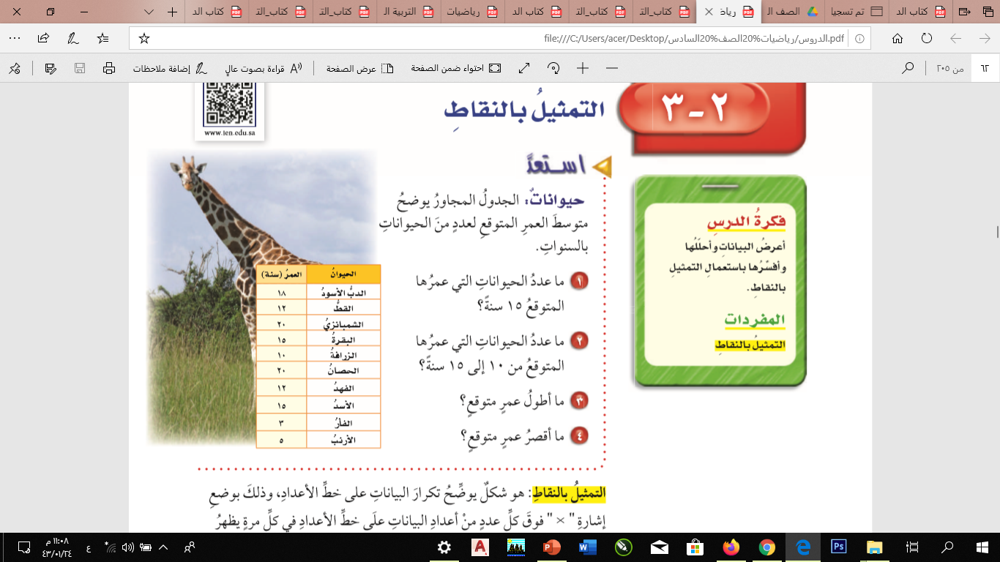 كتاب الد
تم تسجيا
الصف ال
رياض
كتاب_الت
كتاب_الت
كتاب الد
رياضيات
التربية ال
كتاب_الت
كتاب_الت
كتاب الد
file:///C:/Users/acer/Desktop/الدروس/رياضيات%20الصف%20السادس.pdf
٦٢ من ٢٠٥
احتواء ضمن الصفحة
عرض الصفحة
قراءة بصوت عالٍ
إضافة ملاحظات
٢ - ٣
التمثيلُ بالنقاطِ
www.ien.edu.sa
فكرةُ الدرسِ
أعرضُ البياناتِ وأحلّلُها
وأفسّرُها باستعمالِ التمثيلِ
بالنقاطِ.
المفردات
التمثيلُ بالنقاطِ
استعدَّ
حيواناتٌ: الجدولُ المجاورُ يوضحُ
متوسطَ العمرِ المتوقعِ لعددٍ منَ الحيواناتِ
بالسنواتِ.
١ ما عددُ الحيواناتِ التي عمرُها
المتوقعُ ١٥ سنةً؟
٢ ما عددُ الحيواناتِ التي عمرُها
المتوقعُ من ١٠ إلى ١٥ سنةً؟
٣ ما أطولُ عمرٍ متوقعٍ؟
٤ ما أقصرُ عمرٍ متوقعٍ؟
الحيوانُ العمرُ (سنة)
الدبُّ الأسودُ ١٨
القطُّ ١٢
الشمبانزيُ ٢٠
البقرةُ ١٥
الزرافةُ ١٠
الحصانُ ٢٠
الفهدُ ١٢
الأسدُ ١٥
الفأرُ ٣
الأرنبُ ٥
التمثيلُ بالنقاطِ: هو شكلٌ يوضِّحُ تكرارَ البياناتِ على خطِّ الأعدادِ، وذلكَ بوضعِ
إشارةِ " × " فوقَ كلِّ عددٍ منْ أعدادِ البياناتِ علَى خطِّ الأعدادِ في كلِّ مرةٍ يظهرُ
ع
١١:٠٨ م
٤٣/٠١/٢٤